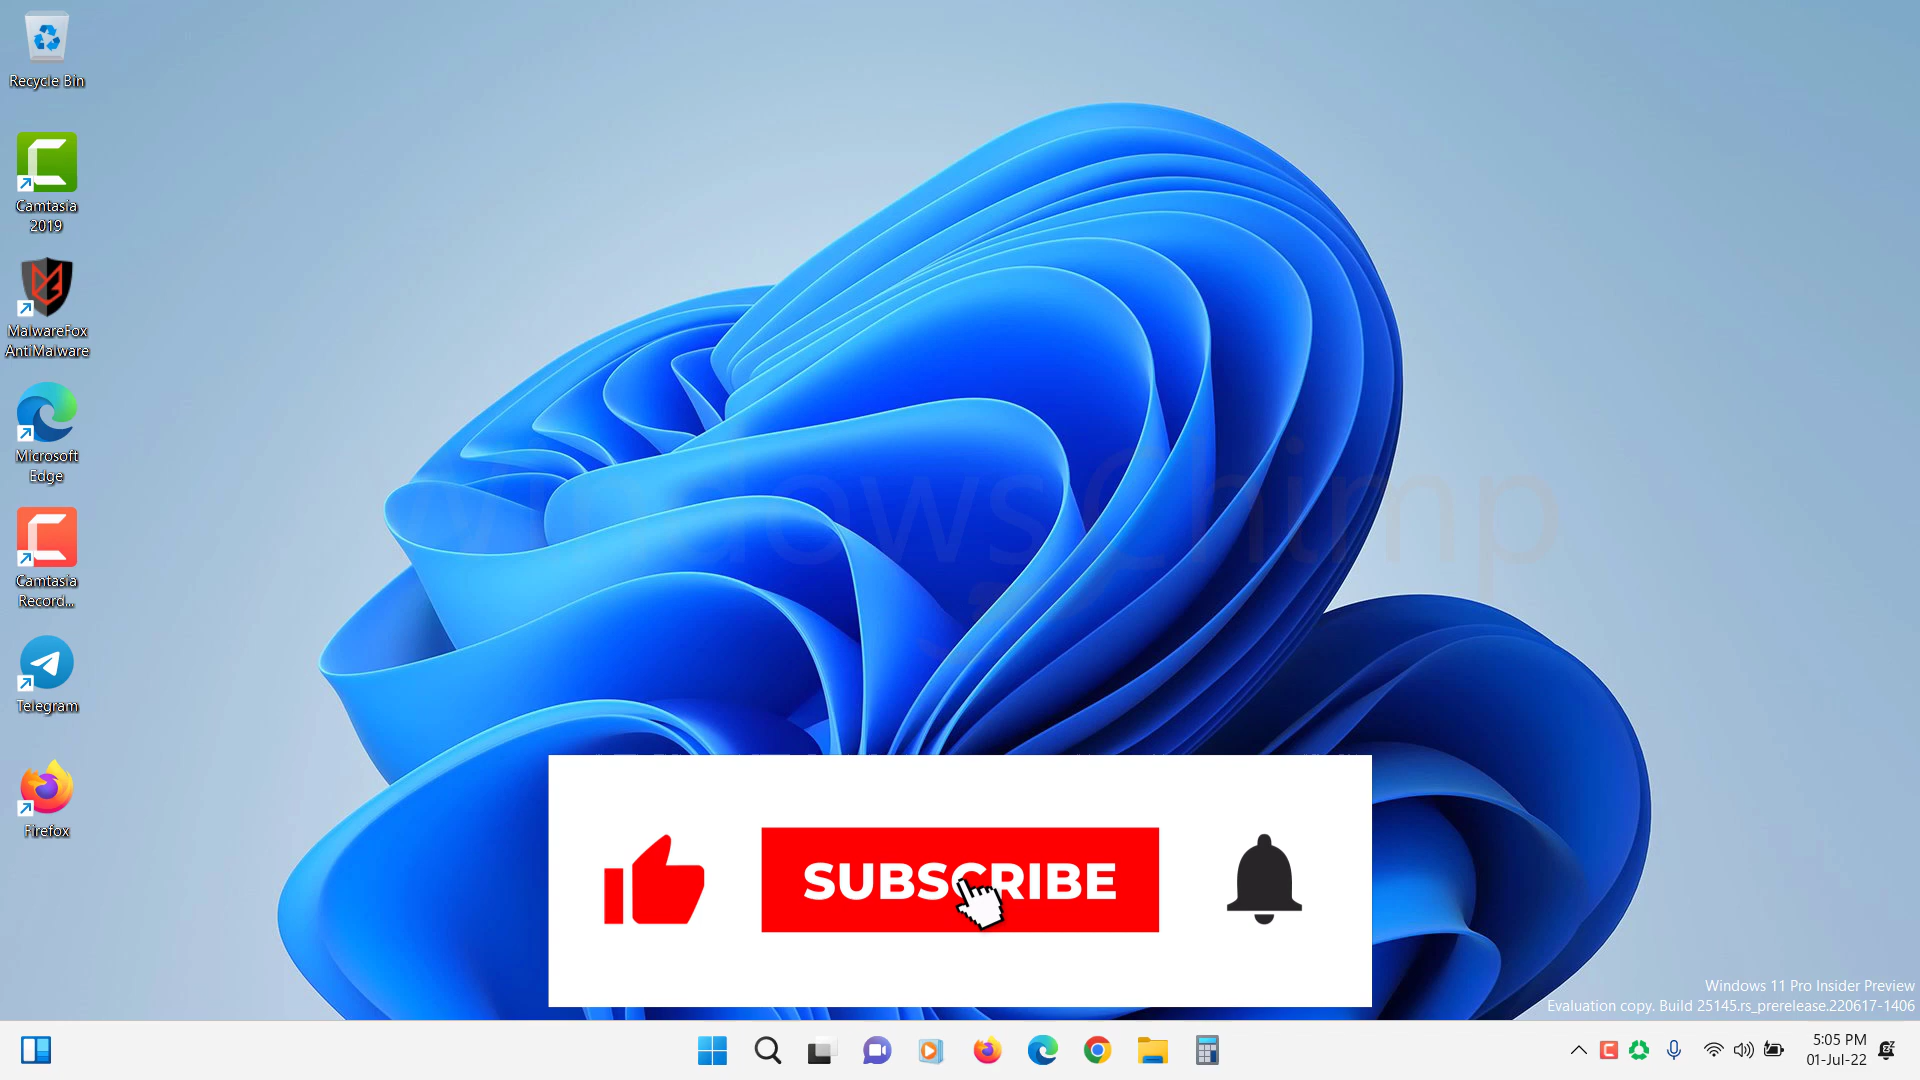 Recycle Bin
Camtasia
2019
MalwareFox
AntiMalware
Microsoft
Edge
Camtasia
Record...
Telegram
Firefox
WindowsChimp
SUBSCRIBE
Windows 11 Pro Insider Preview
Evaluation copy. Build 25145.rs_prerelease.220617-1406
5:05 PM
01-Jul-22